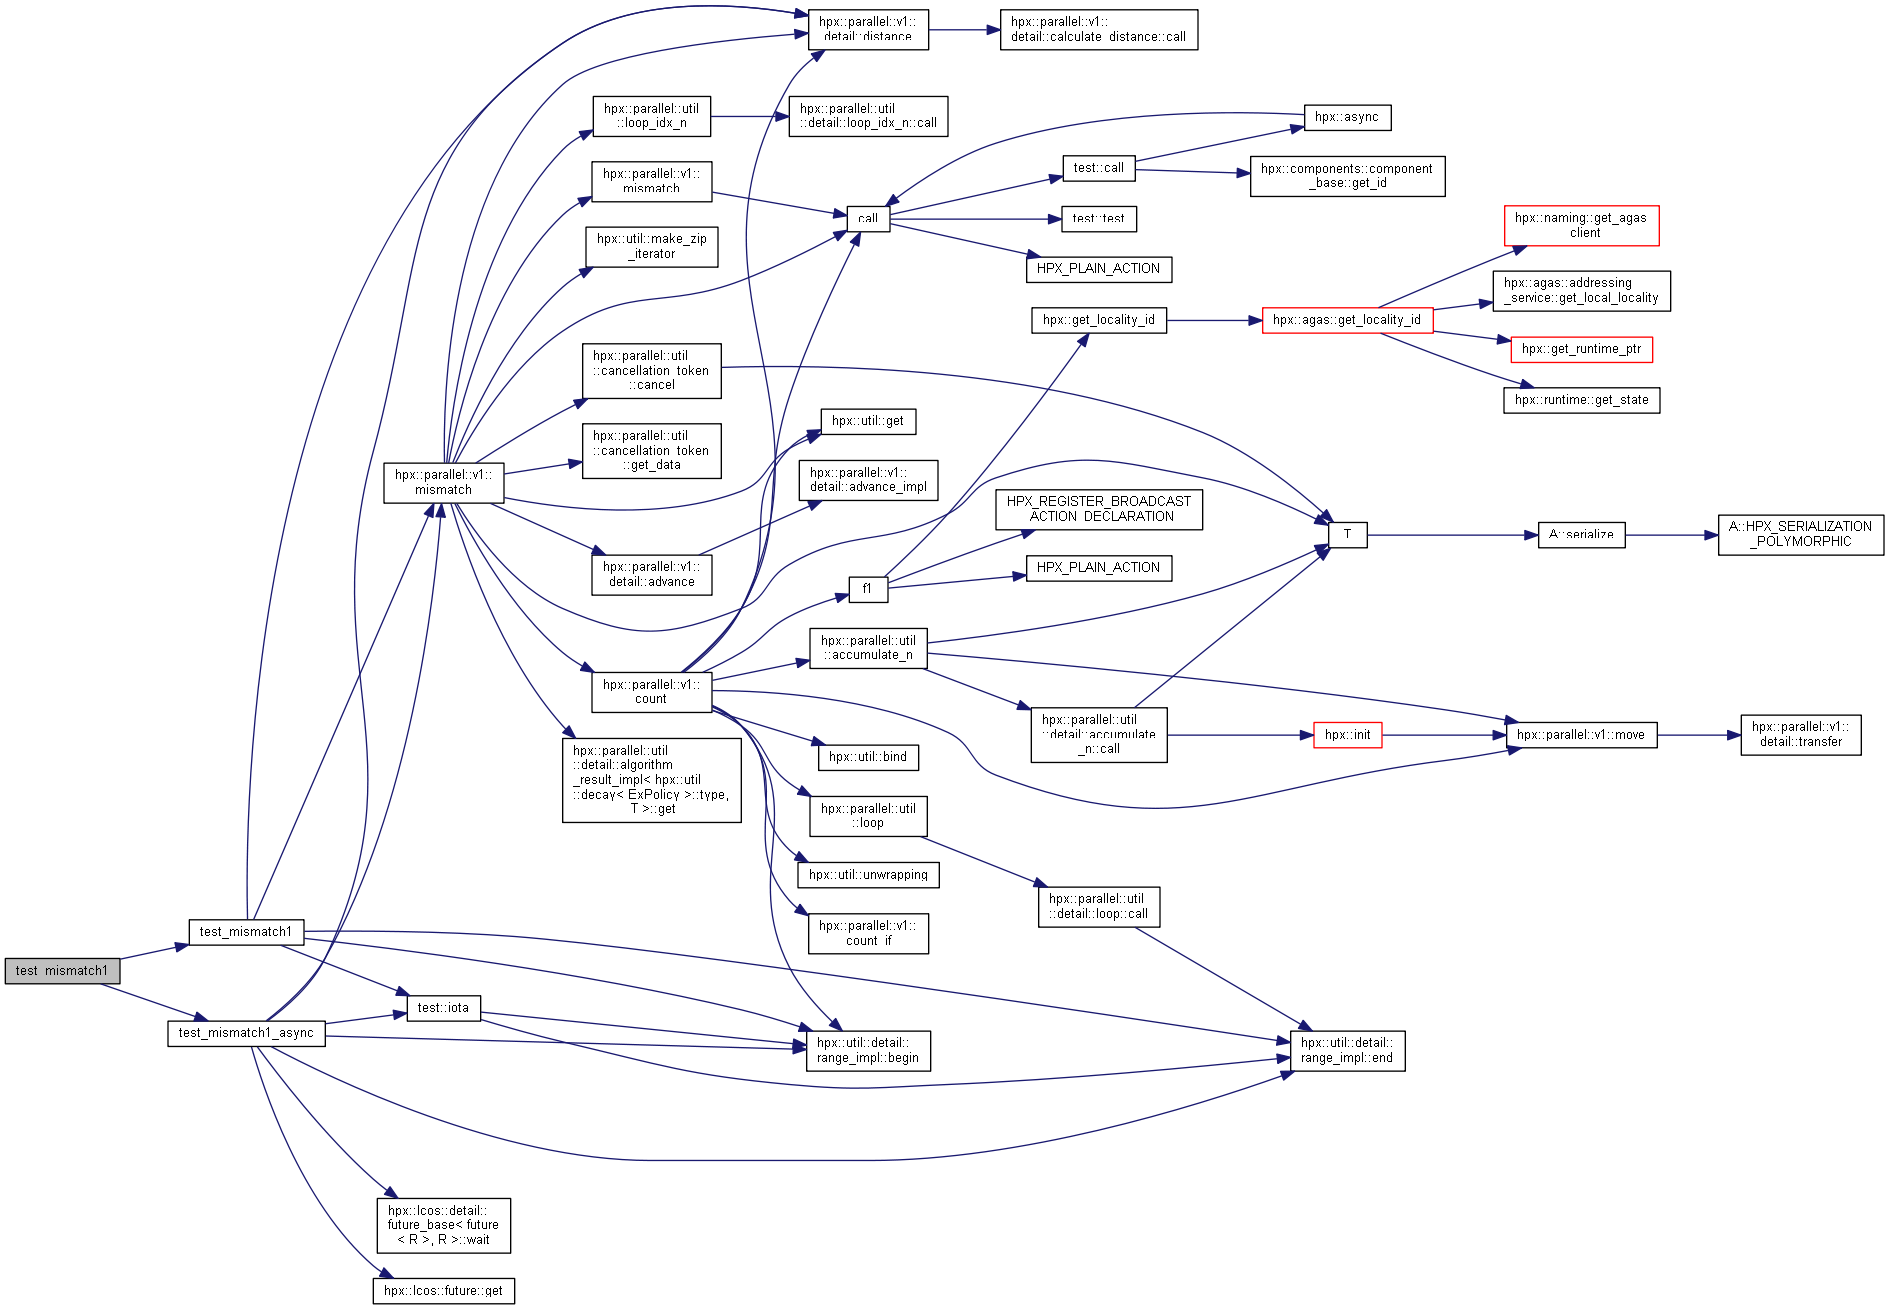 hpx::parallel::v1::
detail::distance
hpx::parallel::v1::
detail::calculate_distance::call
hpx::parallel::util
::loop_idx_n
hpx::parallel::util
::detail::loop_idx_n::call
hpx::async
hpx::parallel::v1::
mismatch
test::call
hpx::components::component
_base::get_id
call
test::test
hpx::naming::get_agas
_client
hpx::util::make_zip
_iterator
HPX_PLAIN_ACTION
hpx::agas::addressing
_service::get_local_locality
hpx::get_locality_id
hpx::agas::get_locality_id
hpx::get_runtime_ptr
hpx::parallel::util
::cancellation_token
::cancel
hpx::runtime::get_state
hpx::util::get
hpx::parallel::util
::cancellation_token
::get_data
hpx::parallel::v1::
mismatch
hpx::parallel::v1::
detail::advance_impl
HPX_REGISTER_BROADCAST
_ACTION_DECLARATION
T
A::serialize
A::HPX_SERIALIZATION
_POLYMORPHIC
hpx::parallel::v1::
detail::advance
f1
HPX_PLAIN_ACTION
hpx::parallel::util
::accumulate_n
hpx::parallel::v1::
count
hpx::parallel::util
::detail::accumulate
_n::call
hpx::init
hpx::parallel::v1::move
hpx::parallel::v1::
detail::transfer
hpx::parallel::util
::detail::algorithm
_result_impl< hpx::util
::decay< ExPolicy >::type,
T >::get
hpx::util::bind
hpx::parallel::util
::loop
hpx::util::unwrapping
hpx::parallel::util
::detail::loop::call
hpx::parallel::v1::
count_if
test_mismatch1
test_mismatch1
test::iota
test_mismatch1_async
hpx::util::detail::
range_impl::begin
hpx::util::detail::
range_impl::end
hpx::lcos::detail::
future_base< future
< R >, R >::wait
hpx::lcos::future::get